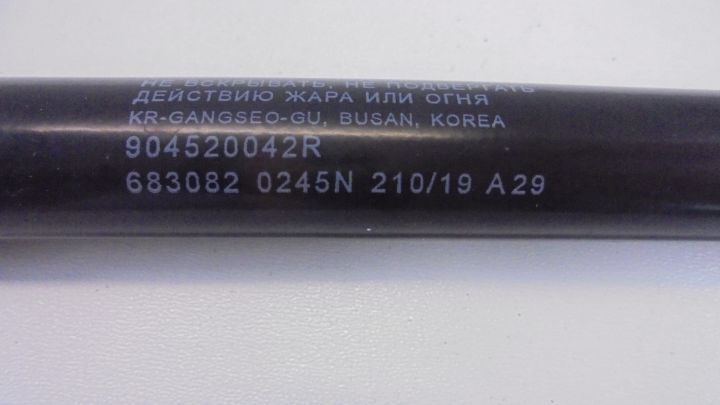 НЕ ВСКРЫВАТЬ. НЕ ПОДВЕРГАТЬ
ДЕЙСТВИЮ ЖАРА ИЛИ ОГНЯ
KR-GANGSEO-GU, BUSAN, KOREA
904520042R
683082 0245N 210/19 A29